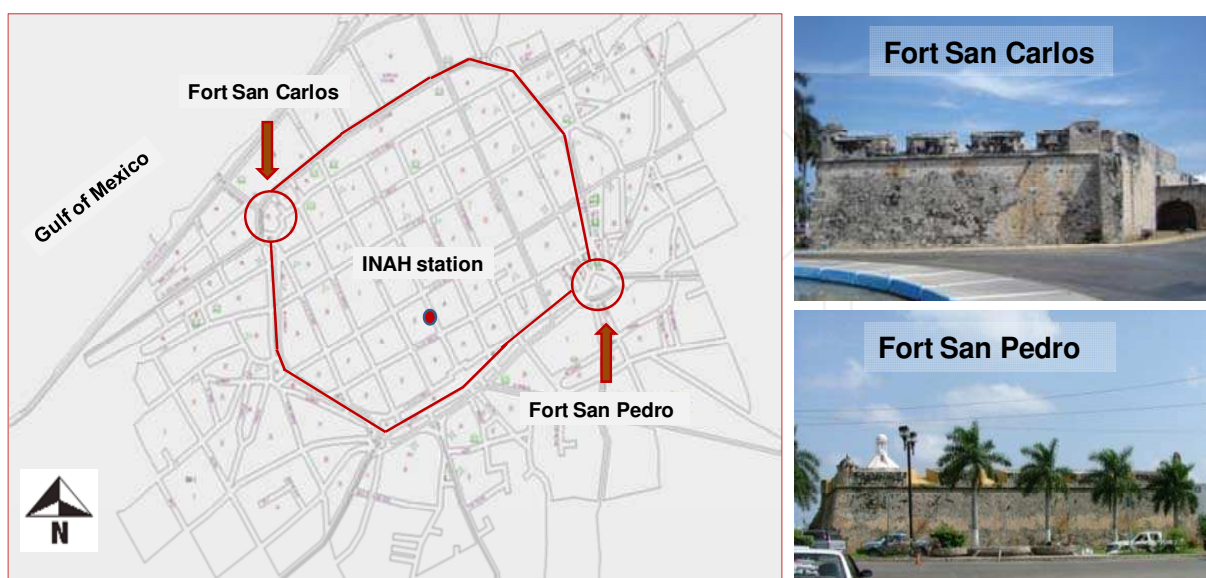 Fort San Carlos
Gulf of Mexico
INAH station
Fort San Pedro
N
Fort San Carlos
Fort San Pedro